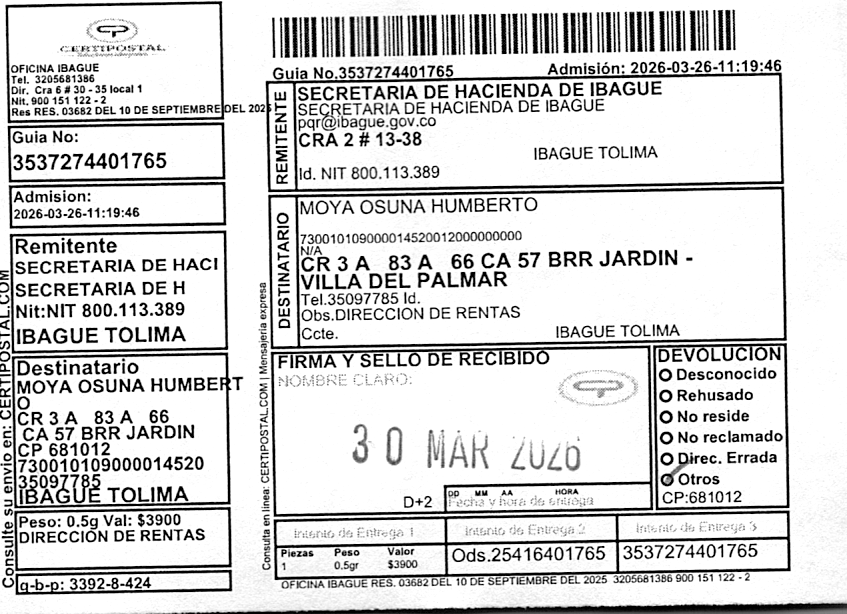 CERTIPOSTAL
OFICINA IBAGUE
Tel. 3205681386
Dir. Cra 6 # 30 - 35 local 1
Nit. 900 151 122 - 2
Res RES. 03682 DEL 10 DE SEPTIEMBRE DEL 2025
Guia No:
3537274401765
Admision:
2026-03-26-11:19:46
Remitente
SECRETARIA DE HACI
SECRETARIA DE H
Nit:NIT 800.113.389
IBAGUE TOLIMA
Destinatario
MOYA OSUNA HUMBERT
O
CR 3 A 83 A 66
CA 57 BRR JARDIN
CP 681012
730010109000014520
35097785
IBAGUE TOLIMA
Peso: 0.5g Val: $3900
DIRECCIÓN DE RENTAS
q-b-p: 3392-8-424
Consulte su envio en: CERTIPOSTAL.COM
Guia No.3537274401765 Admisión: 2026-03-26-11:19:46
REMITENTE
SECRETARIA DE HACIENDA DE IBAGUE
SECRETARIA DE HACIENDA DE IBAGUE
pqr@ibague.gov.co
CRA 2 # 13-38
IBAGUE TOLIMA
Id. NIT 800.113.389
DESTINATARIO
MOYA OSUNA HUMBERTO
730010109000014520012000000000
N/A
CR 3 A 83 A 66 CA 57 BRR JARDIN -
VILLA DEL PALMAR
Tel.35097785 Id.
Obs.DIRECCION DE RENTAS
Ccte. IBAGUE TOLIMA
Consulta en línea: CERTIPOSTAL.COM | Mensajería expresa
FIRMA Y SELLO DE RECIBIDO
NOMBRE CLARO:
30 MAR 2026
D+2
DD MM AA HORA
Fecha y hora de entrega
DEVOLUCION
Desconocido
Rehusado
No reside
No reclamado
Direc. Errada
Otros
CP:681012
Intento de Entrega 1 Intento de Entrega 2 Intento de Entrega 3
Piezas Peso Valor
1 0.5gr $3900
Ods.25416401765 3537274401765
OFICINA IBAGUE RES. 03682 DEL 10 DE SEPTIEMBRE DEL 2025 3205681386 900 151 122 - 2